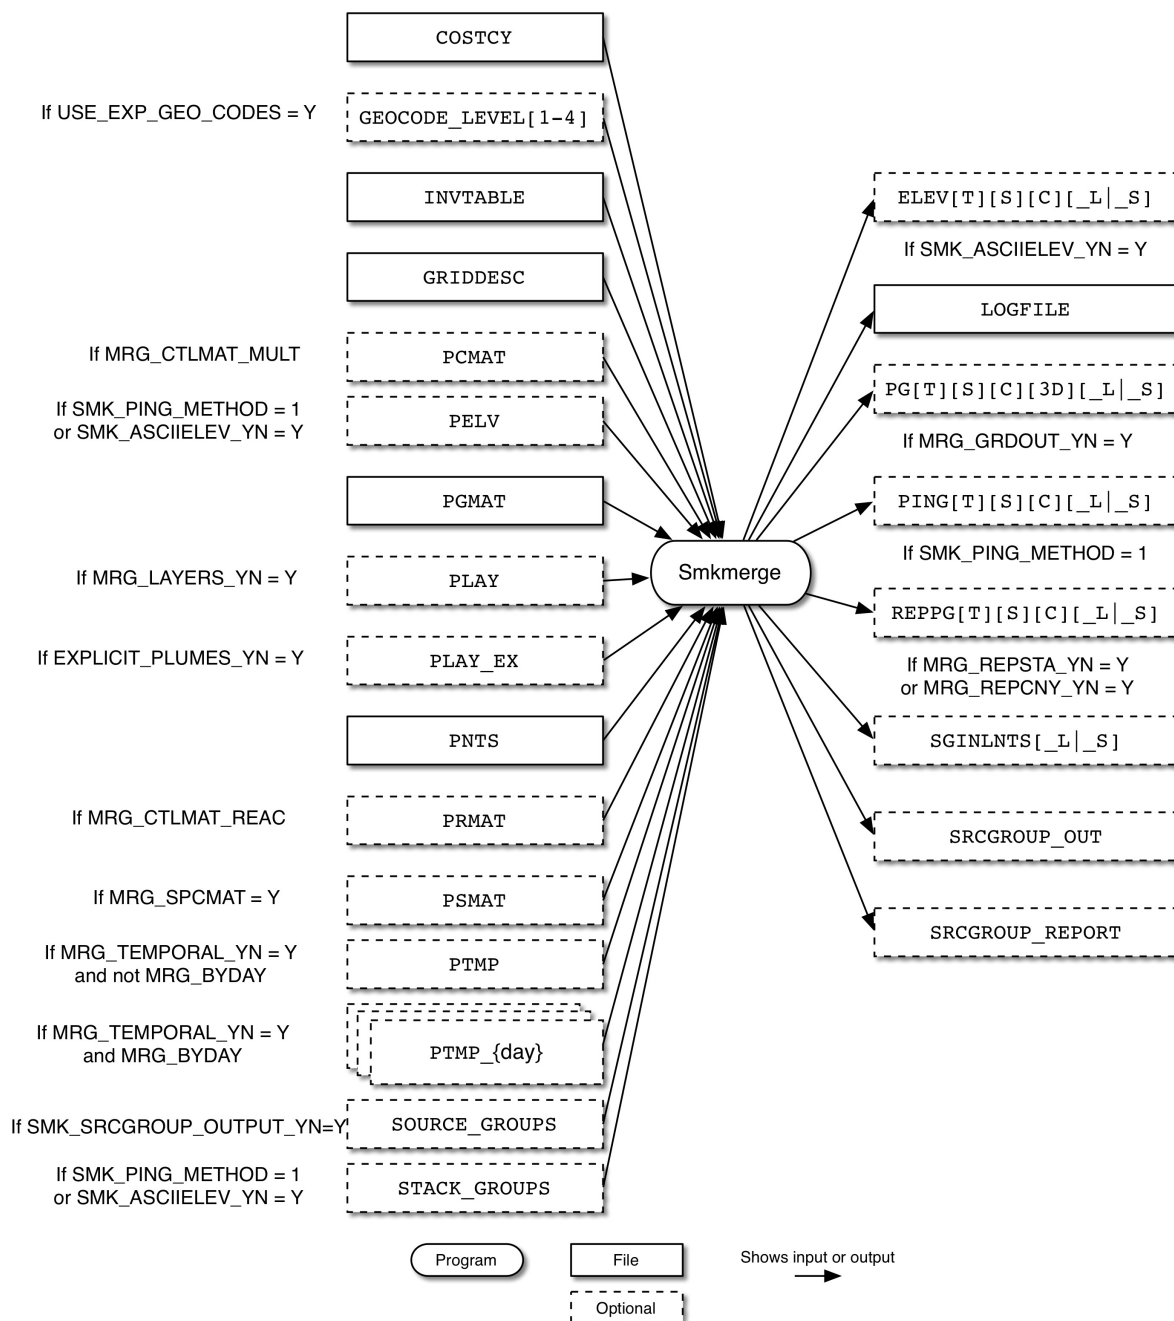 COSTCY
If USE_EXP_GEO_CODES = Y
GEOCODE_LEVEL[1-4]
INVTABLE
GRIDDESC
If MRG_CTLMAT_MULT
PCMAT
If SMK_PING_METHOD = 1
or SMK_ASCIIELEV_YN = Y
PELV
PGMAT
If MRG_LAYERS_YN = Y
PLAY
If EXPLICIT_PLUMES_YN = Y
PLAY_EX
PNTS
If MRG_CTLMAT_REAC
PRMAT
If MRG_SPCMAT = Y
PSMAT
If MRG_TEMPORAL_YN = Y
and not MRG_BYDAY
PTMP
If MRG_TEMPORAL_YN = Y
and MRG_BYDAY
PTMP_{day}
If SMK_SRCGROUP_OUTPUT_YN=Y
SOURCE_GROUPS
If SMK_PING_METHOD = 1
or SMK_ASCIIELEV_YN = Y
STACK_GROUPS
Smkmerge
ELEV[T][S][C][_L|_S]
If SMK_ASCIIELEV_YN = Y
LOGFILE
PG[T][S][C][3D][_L|_S]
If MRG_GRDOUT_YN = Y
PING[T][S][C][_L|_S]
If SMK_PING_METHOD = 1
REPPG[T][S][C][_L|_S]
If MRG_REPSTA_YN = Y
or MRG_REPCNY_YN = Y
SGINLNTS[_L|_S]
SRCGROUP_OUT
SRCGROUP_REPORT
Program
File
Shows input or output
Optional